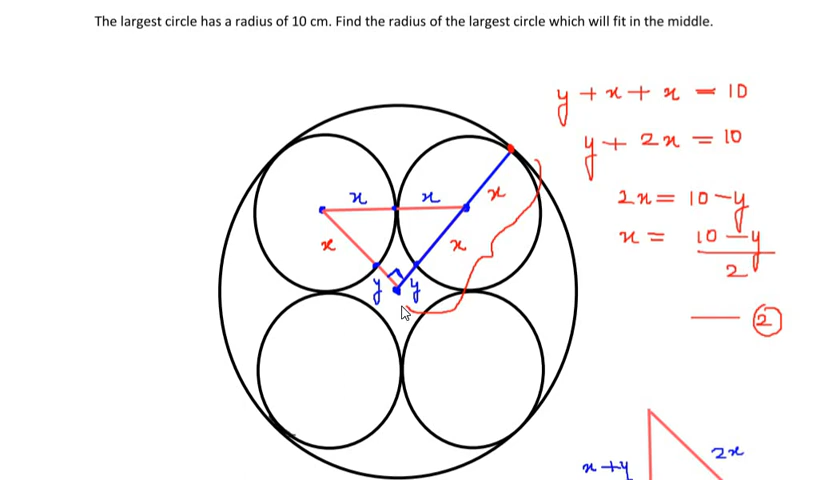 The largest circle has a radius of 10 cm. Find the radius of the largest circle which will fit in the middle.
y + x + x = 10
y + 2x = 10
2x = 10 - y
x = 10 - y
2
②
x x x
x x
y y
x + y 2x